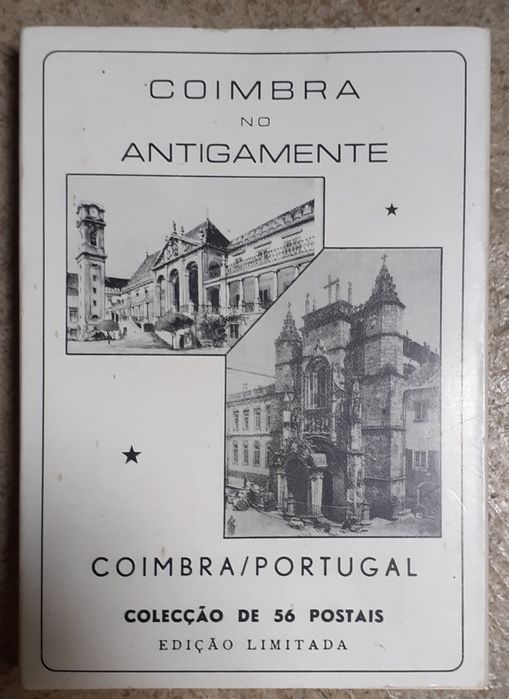 COIMBRA
NO
ANTIGAMENTE
COIMBRA/PORTUGAL
COLECÇÃO DE 56 POSTAIS
EDIÇÃO LIMITADA